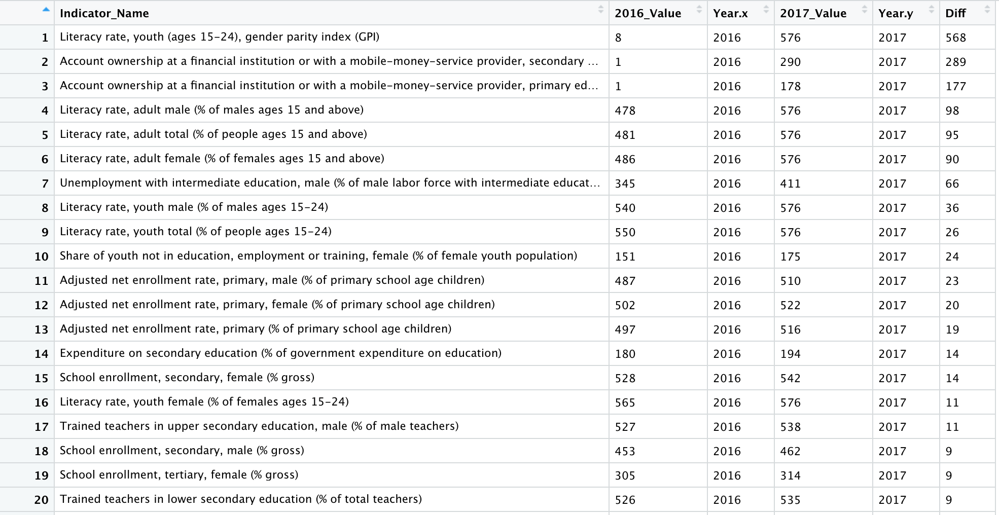 Indicator_Name 2016_Value Year.x 2017_Value Year.y Diff
1 Literacy rate, youth (ages 15–24), gender parity index (GPI) 8 2016 576 2017 568
2 Account ownership at a financial institution or with a mobile-money-service provider, secondary ... 1 2016 290 2017 289
3 Account ownership at a financial institution or with a mobile-money-service provider, primary ed... 1 2016 178 2017 177
4 Literacy rate, adult male (% of males ages 15 and above) 478 2016 576 2017 98
5 Literacy rate, adult total (% of people ages 15 and above) 481 2016 576 2017 95
6 Literacy rate, adult female (% of females ages 15 and above) 486 2016 576 2017 90
7 Unemployment with intermediate education, male (% of male labor force with intermediate educat... 345 2016 411 2017 66
8 Literacy rate, youth male (% of males ages 15–24) 540 2016 576 2017 36
9 Literacy rate, youth total (% of people ages 15–24) 550 2016 576 2017 26
10 Share of youth not in education, employment or training, female (% of female youth population) 151 2016 175 2017 24
11 Adjusted net enrollment rate, primary, male (% of primary school age children) 487 2016 510 2017 23
12 Adjusted net enrollment rate, primary, female (% of primary school age children) 502 2016 522 2017 20
13 Adjusted net enrollment rate, primary (% of primary school age children) 497 2016 516 2017 19
14 Expenditure on secondary education (% of government expenditure on education) 180 2016 194 2017 14
15 School enrollment, secondary, female (% gross) 528 2016 542 2017 14
16 Literacy rate, youth female (% of females ages 15–24) 565 2016 576 2017 11
17 Trained teachers in upper secondary education, male (% of male teachers) 527 2016 538 2017 11
18 School enrollment, secondary, male (% gross) 453 2016 462 2017 9
19 School enrollment, tertiary, female (% gross) 305 2016 314 2017 9
20 Trained teachers in lower secondary education (% of total teachers) 526 2016 535 2017 9